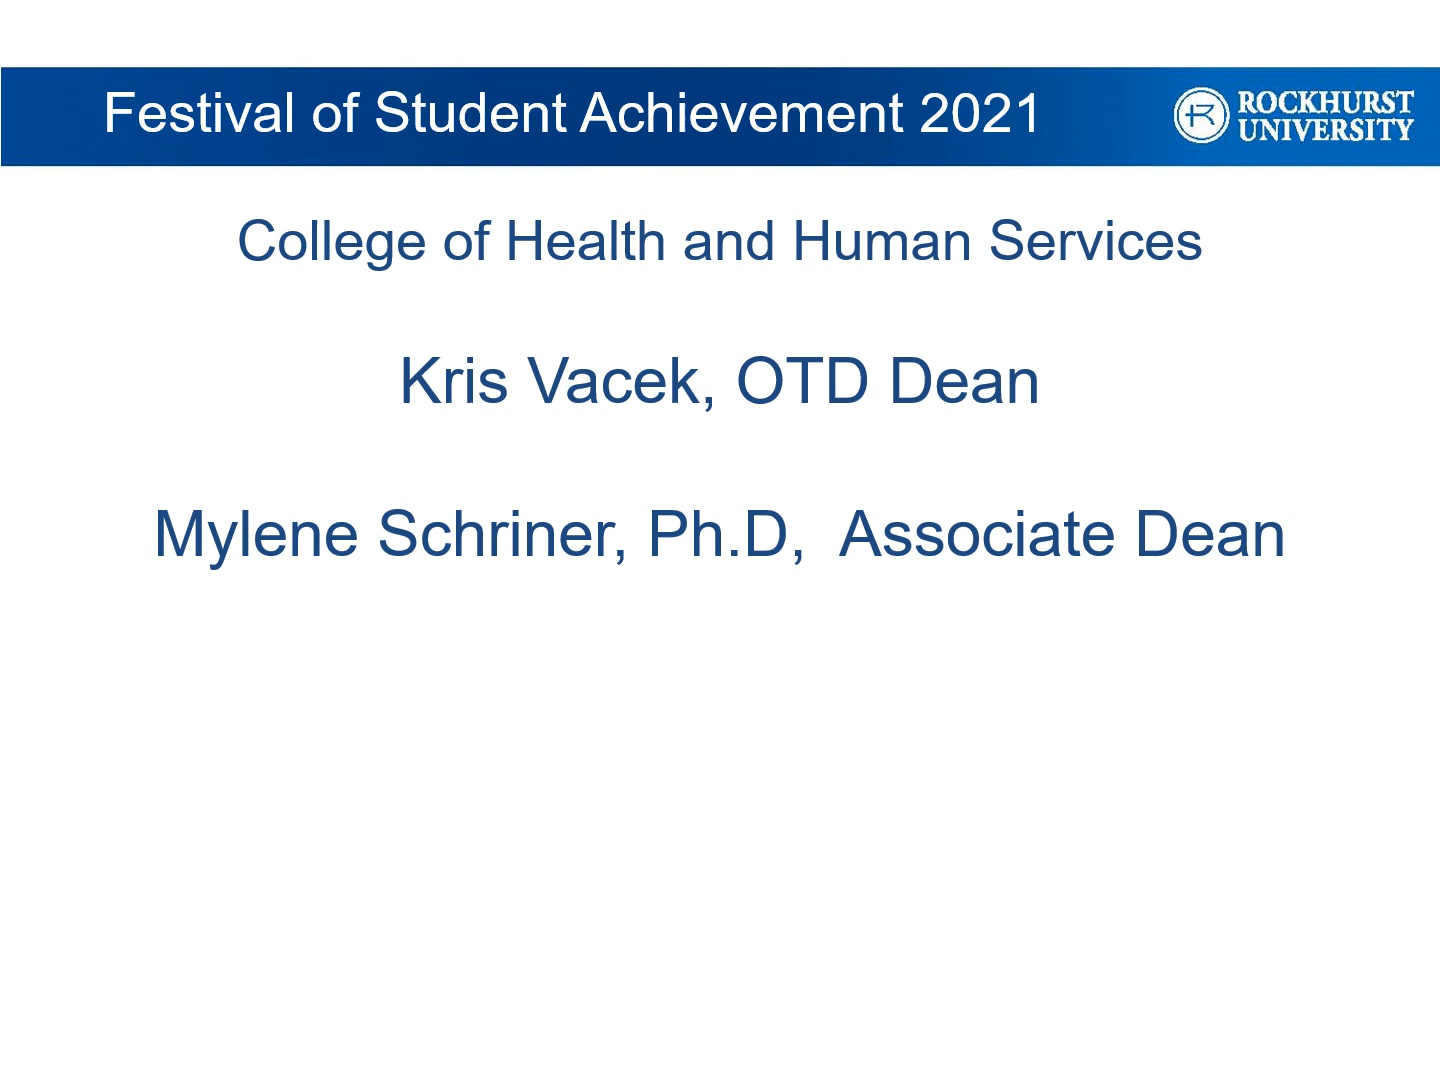 Festival of Student Achievement 2021
ROCKHURST
UNIVERSITY
College of Health and Human Services
Kris Vacek, OTD Dean
Mylene Schriner, Ph.D,  Associate Dean